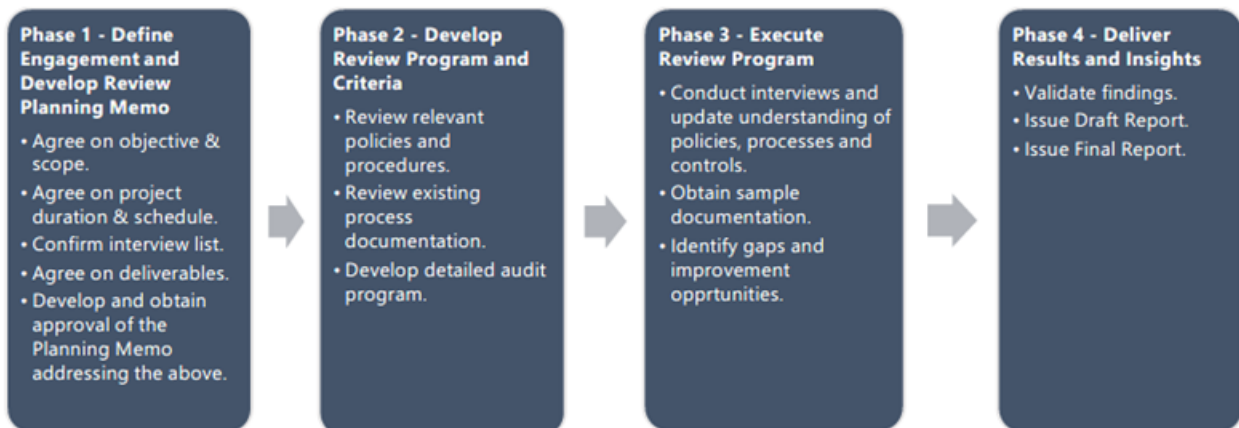 Phase 1 - Define
Engagement and
Develop Review
Planning Memo
• Agree on objective &
scope.
• Agree on project
duration & schedule.
• Confirm interview list.
• Agree on deliverables.
• Develop and obtain
approval of the
Planning Memo
addressing the above.
Phase 2 - Develop
Review Program and
Criteria
• Review relevant
policies and
procedures.
• Review existing
process
documentation.
• Develop detailed audit
program.
Phase 3 - Execute
Review Program
• Conduct interviews and
update understanding of
policies, processes and
controls.
• Obtain sample
documentation.
• Identify gaps and
improvement
opprtunities.
Phase 4 - Deliver
Results and Insights
• Validate findings.
• Issue Draft Report.
• Issue Final Report.